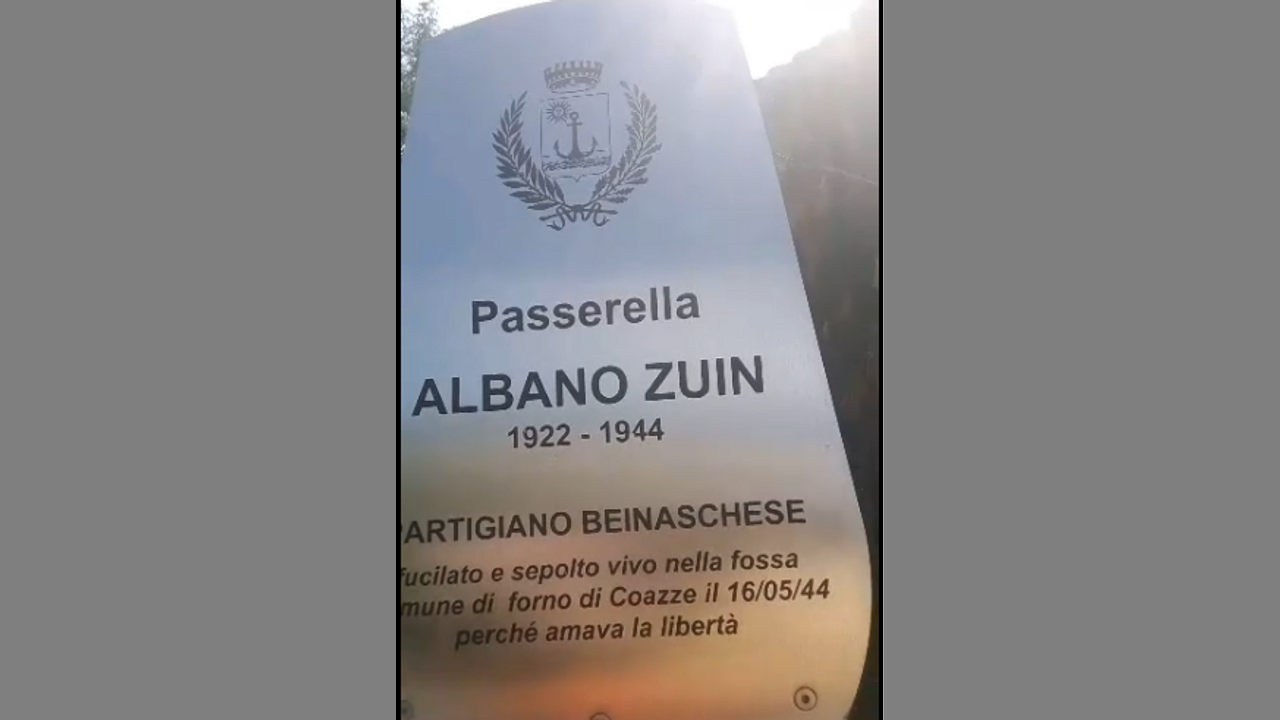 Passerella
ALBANO ZUIN
1922 - 1944
PARTIGIANO BEINASCHESE
fucilato e sepolto vivo nella fossa
mune di forno di Coazze il 16/05/44
perché amava la libertà